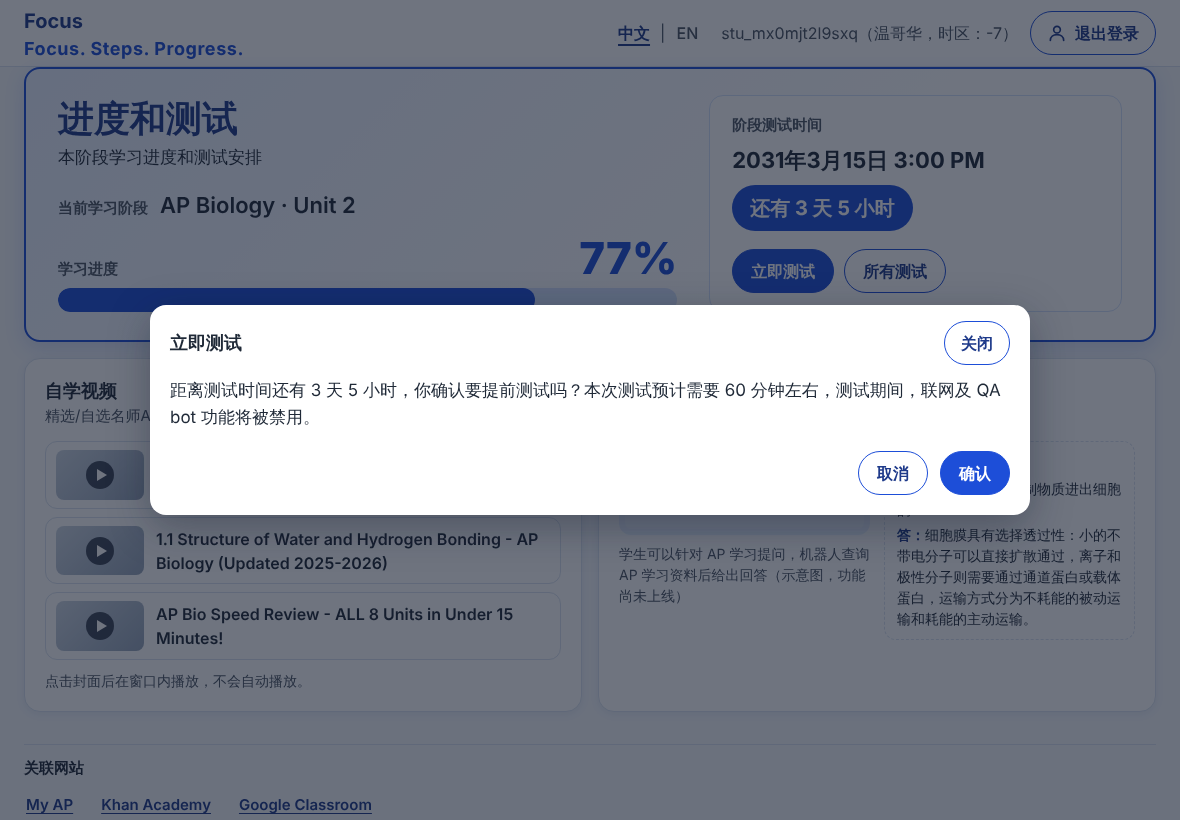 Focus
Focus. Steps. Progress.
中文 | EN stu_mx0mjt2l9sxq（温哥华，时区：-7） 退出登录
进度和测试
本阶段学习进度和测试安排
当前学习阶段 AP Biology · Unit 2
学习进度 77%
阶段测试时间
2031年3月15日 3:00 PM
还有 3 天 5 小时
立即测试 所有测试
立即测试 关闭
距离测试时间还有 3 天 5 小时，你确认要提前测试吗？本次测试预计需要 60 分钟左右，测试期间，联网及 QA
bot 功能将被禁用。
取消 确认
自学视频
精选/自选名师A
1.1 Structure of Water and Hydrogen Bonding - AP
Biology (Updated 2025-2026)
AP Bio Speed Review - ALL 8 Units in Under 15
Minutes!
点击封面后在窗口内播放，不会自动播放。
学生可以针对 AP 学习提问，机器人查询
AP 学习资料后给出回答（示意图，功能
尚未上线）
物质进出细胞
答：细胞膜具有选择透过性：小的不
带电分子可以直接扩散通过，离子和
极性分子则需要通过通道蛋白或载体
蛋白，运输方式分为不耗能的被动运
输和耗能的主动运输。
关联网站
My AP Khan Academy Google Classroom